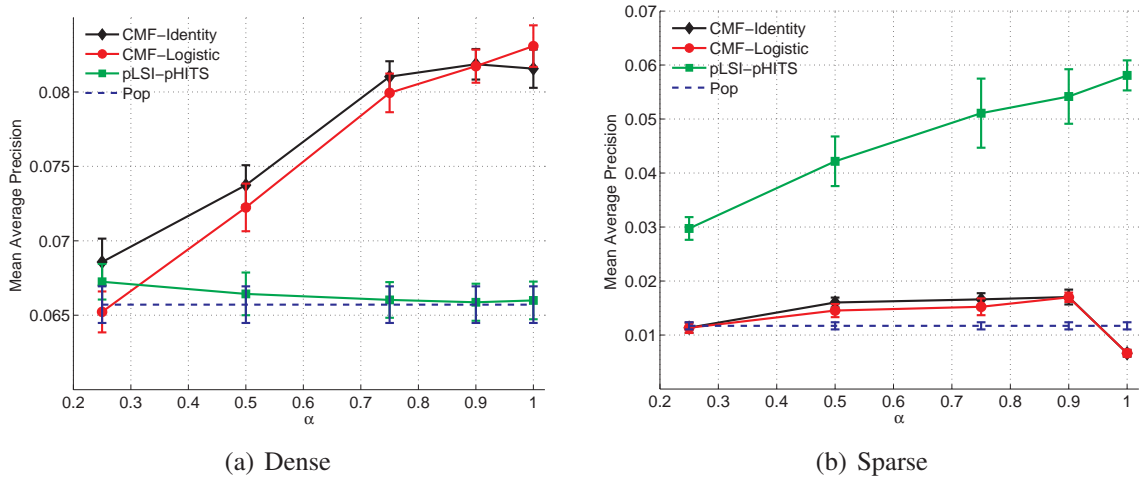 CMF−Identity
CMF−Logistic
pLSI−pHITS
Pop
Mean Average Precision
0.08
0.075
0.07
0.065
0.2 0.3 0.4 0.5 0.6 0.7 0.8 0.9 1
α
(a) Dense
CMF−Identity
CMF−Logistic
pLSI−pHITS
Pop
Mean Average Precision
0.07
0.06
0.05
0.04
0.03
0.02
0.01
0.2 0.3 0.4 0.5 0.6 0.7 0.8 0.9 1
α
(b) Sparse